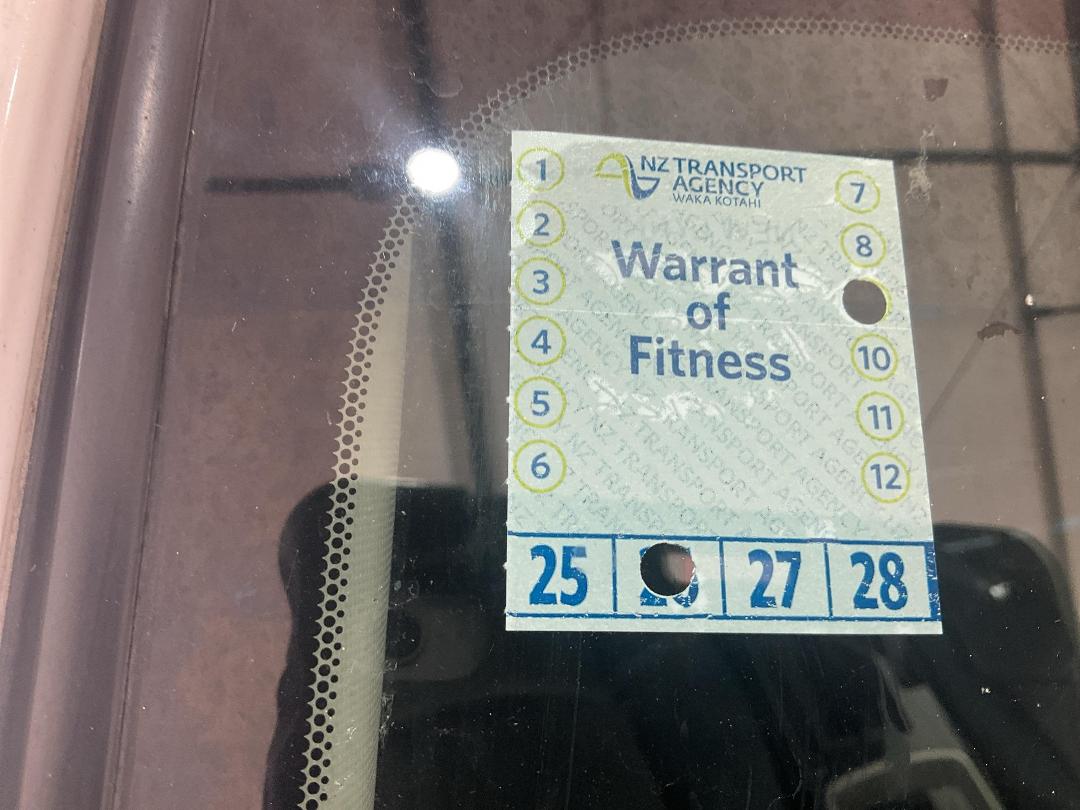 NZ TRANSPORT
AGENCY
WAKA KOTAHI
Warrant
of
Fitness
1
2
3
4
5
6
7
8
10
11
12
25 27 28